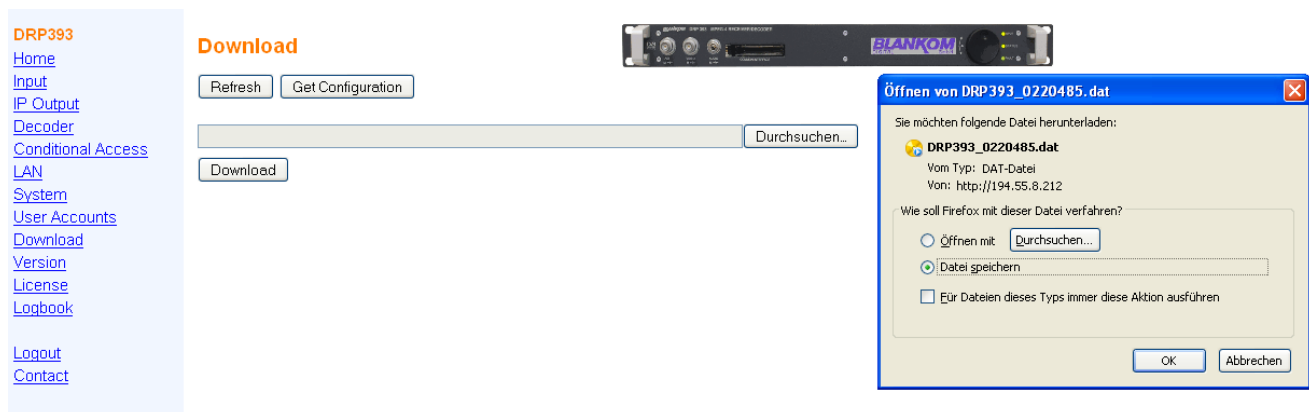 DRP393
Home
Input
IP Output
Decoder
Conditional Access
LAN
System
User Accounts
Download
Version
License
Logbook
Logout
Contact
Download
Refresh Get Configuration
Durchsuchen...
Download
BLANKOM
Öffnen von DRP393_0220485.dat
Sie möchten folgende Datei herunterladen:
DRP393_0220485.dat
Vom Typ: DAT-Datei
Von: http://194.55.8.212
Wie soll Firefox mit dieser Datei verfahren?
Öffnen mit Durchsuchen...
Datei speichern
Für Dateien dieses Typs immer diese Aktion ausführen
OK Abbrechen